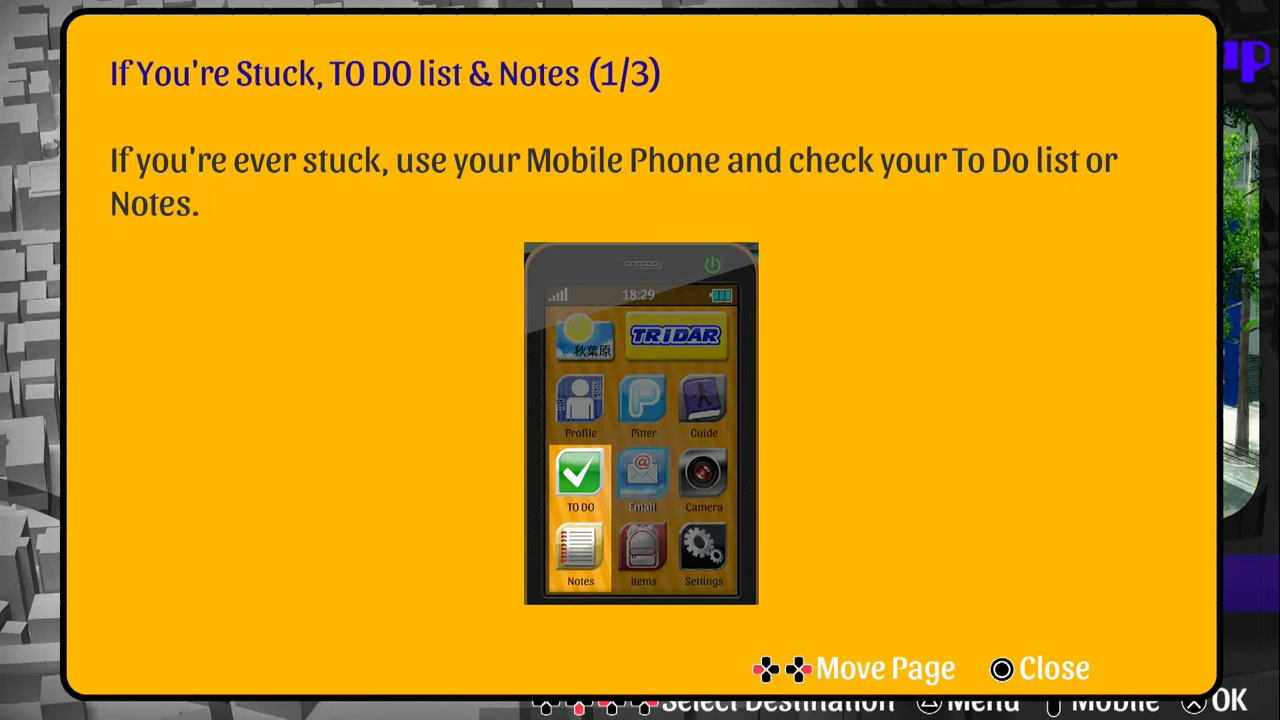 If You're Stuck, TO DO list & Notes (1/3)
If you're ever stuck, use your Mobile Phone and check your To Do list or
Notes.
18:29
秋葉原
TRIDAR
Profile Pitter Guide
TO DO Email Camera
Notes Items Settings
Move Page Close
Select Destination Menu Mobile OK